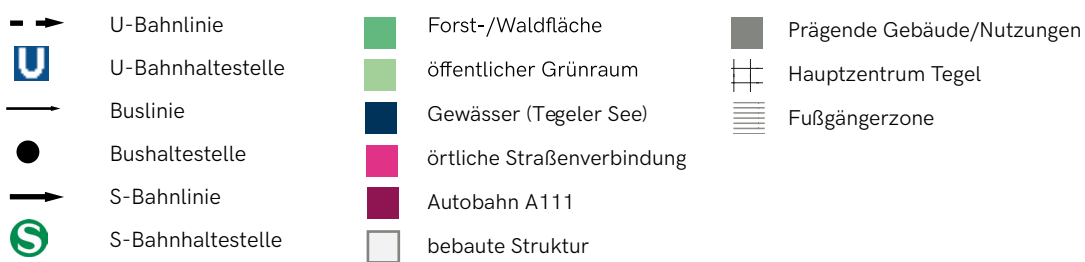 U-Bahnlinie
U
U-Bahnhaltestelle
Buslinie
Bushaltestelle
S-Bahnlinie
S
S-Bahnhaltestelle
Forst-/Waldfläche
öffentlicher Grünraum
Gewässer (Tegeler See)
örtliche Straßenverbindung
Autobahn A111
bebaute Struktur
Prägende Gebäude/Nutzungen
Hauptzentrum Tegel
Fußgängerzone